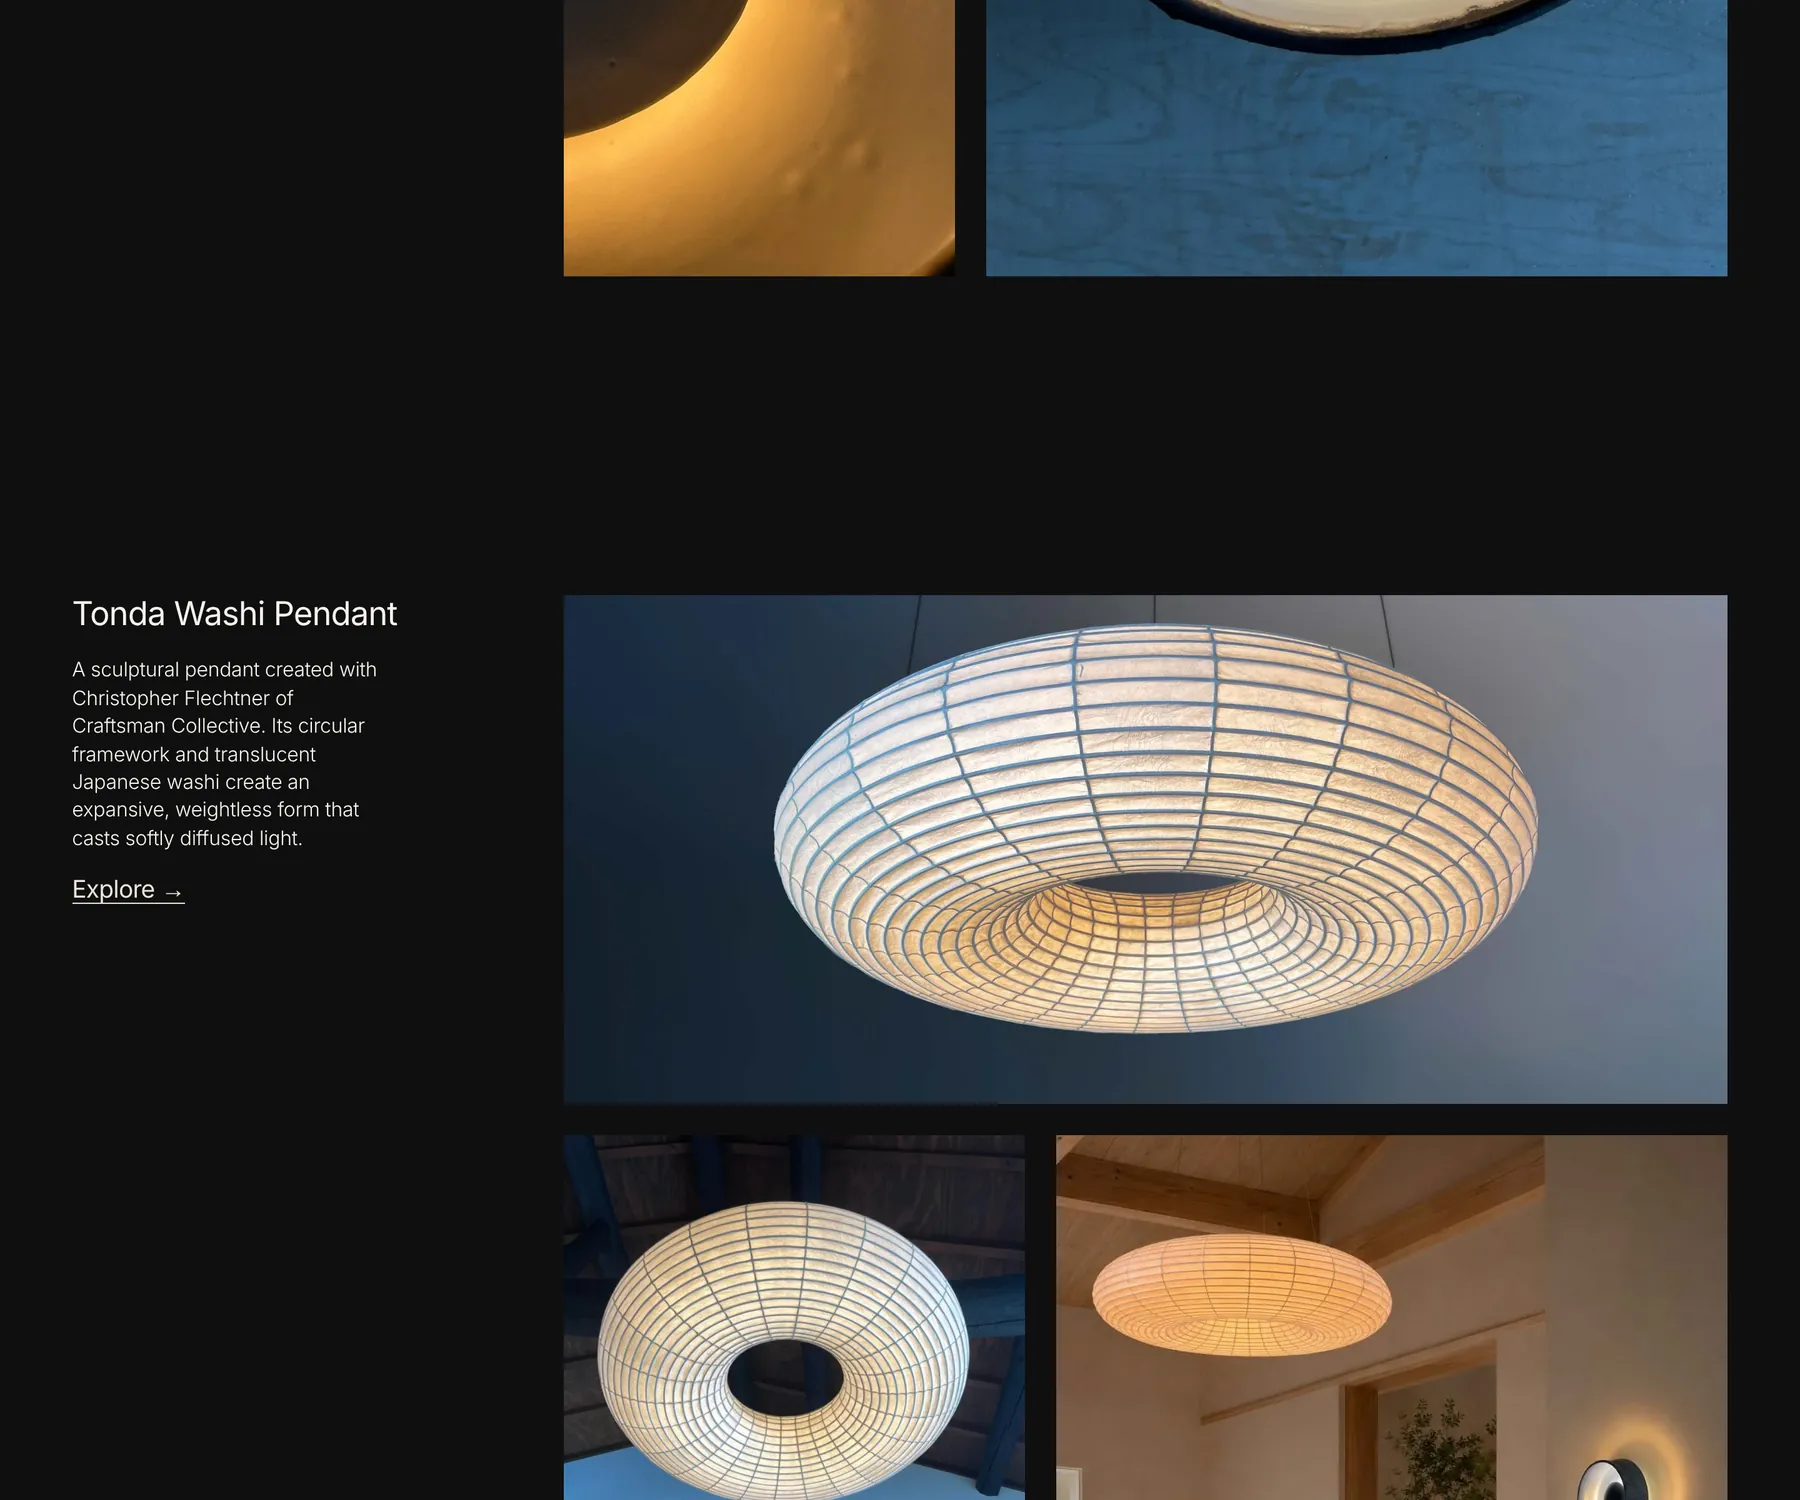 Tonda Washi Pendant
A sculptural pendant created with
Christopher Flechtner of
Craftsman Collective. Its circular
framework and translucent
Japanese washi create an
expansive, weightless form that
casts softly diffused light.
Explore →